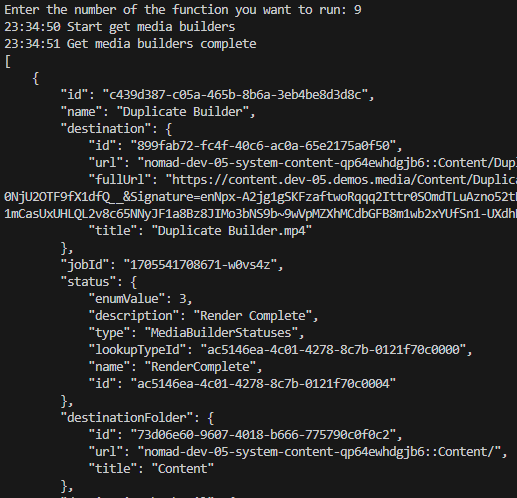 Enter the number of the function you want to run: 9
23:34:50 Start get media builders
23:34:51 Get media builders complete
[
{
"id": "c439d387-c05a-465b-8b6a-3eb4be8d3d8c",
"name": "Duplicate Builder",
"destination": {
"id": "899fab72-fc4f-40c6-ac0a-65e2175a0f50",
"url": "nomad-dev-05-system-content-qp64ewhdgjb6::Content/Dupl
"fullUrl": "https://content.dev-05.demos.media/Content/Duplica
0NjU2OTF9fX1dfQ__&Signature=enNpx-A2jg1gSKFzaftwoRqqq2Ittr0SOmdTLuAzno52tH
1mCasUxUHLQL2v8c65NNyJF1a8Bz8JIMo3bNS9b~9wVpMZXhMCdbGFB8m1wb2xYUfSn1-UXdhE
"title": "Duplicate Builder.mp4"
},
"jobId": "1705541708671-w0vs4z",
"status": {
"enumValue": 3,
"description": "Render Complete",
"type": "MediaBuilderStatuses",
"lookupTypeId": "ac5146ea-4c01-4278-8c7b-0121f70c0000",
"name": "RenderComplete",
"id": "ac5146ea-4c01-4278-8c7b-0121f70c0004"
},
"destinationFolder": {
"id": "73d06e60-9607-4018-b666-775790c0f0c2",
"url": "nomad-dev-05-system-content-qp64ewhdgjb6::Content/",
"title": "Content"
},